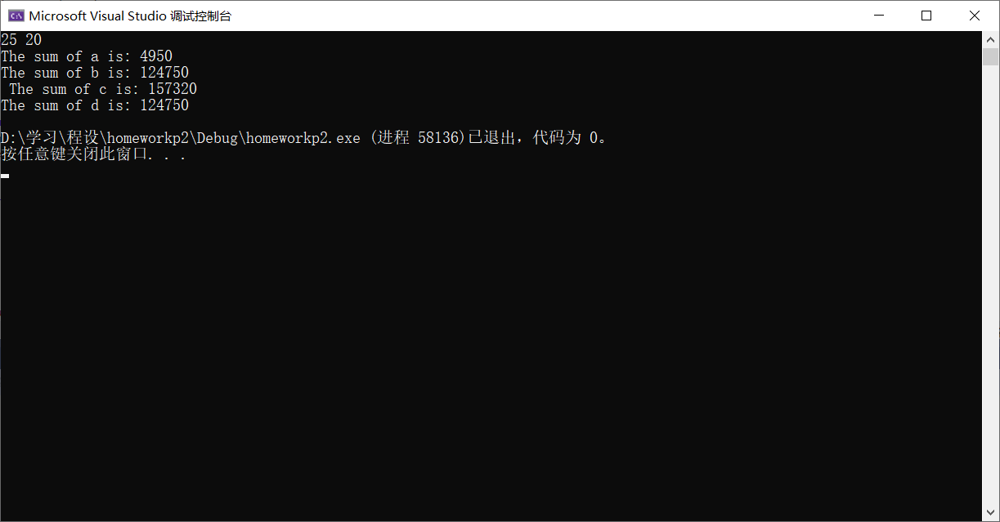 Microsoft Visual Studio 调试控制台
25 20
The sum of a is: 4950
The sum of b is: 124750
 The sum of c is: 157320
The sum of d is: 124750
D:\学习\程设\homeworkp2\Debug\homeworkp2.exe (进程 58136)已退出，代码为 0。
按任意键关闭此窗口. . .